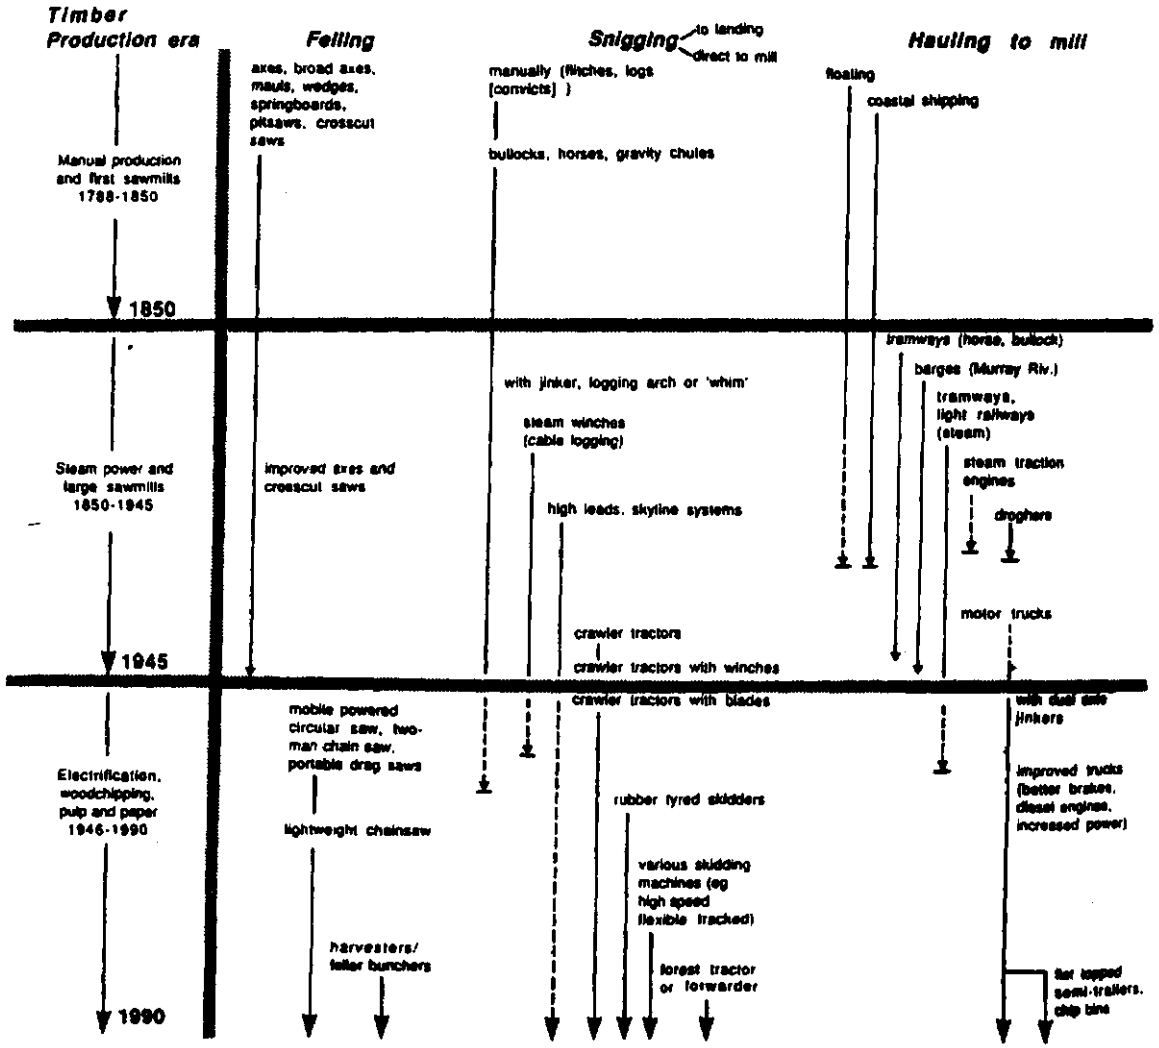 Timber
Production era
Felling
Snigging
to landing
direct to mill
Hauling to mill
axes, broad axes,
mauls, wedges,
springboards,
pitsaws, crosscut
saws
manually (flitches, logs
[convicts] )
floating
coastal shipping
bullocks, horses, gravity chutes
Manual production
and first sawmills
1788-1850
1850
tramways (horse, bullock)
barges (Murray Riv.)
with jinker, logging arch or 'whim'
tramways,
light railways
(steam)
steam winches
(cable logging)
Steam power and
large sawmills
1850-1945
improved axes and
crosscut saws
steam traction
engines
high leads, skyline systems
droghers
motor trucks
crawler tractors
1945
crawler tractors with winches
crawler tractors with blades
with dual axle
jinkers
mobile powered
circular saw, two-
man chain saw,
portable drag saws
Electrification,
woodchipping,
pulp and paper
1946-1990
improved trucks
(better brakes,
diesel engines,
increased power)
rubber tyred skidders
lightweight chainsaw
various skidding
machines (eg
high speed
flexible tracked)
harvesters/
feller bunchers
forest tractor
or forwarder
flat topped
semi-trailers,
chip bins
1990